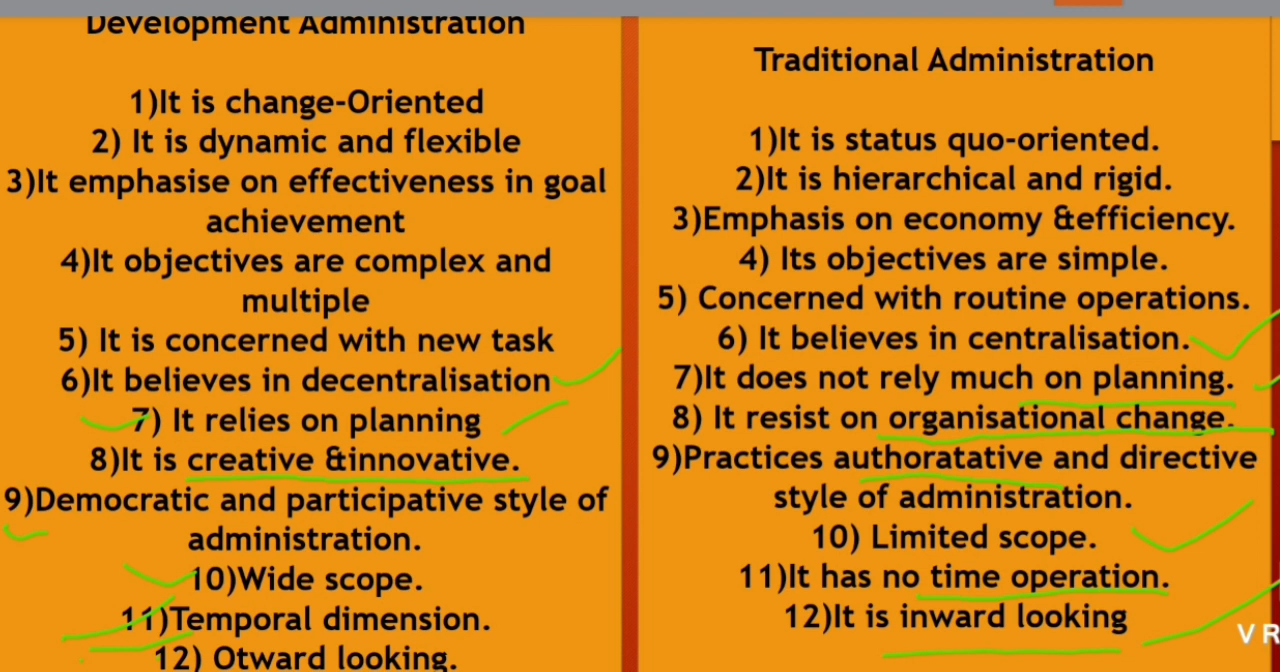 Development Administration
1)It is change-Oriented
2) It is dynamic and flexible
3)It emphasise on effectiveness in goal
achievement
4)It objectives are complex and
multiple
5) It is concerned with new task
6)It believes in decentralisation
7) It relies on planning
8)It is creative &innovative.
9)Democratic and participative style of
administration.
10)Wide scope.
11)Temporal dimension.
12) Otward looking.
Traditional Administration
1)It is status quo-oriented.
2)It is hierarchical and rigid.
3)Emphasis on economy &efficiency.
4) Its objectives are simple.
5) Concerned with routine operations.
6) It believes in centralisation.
7)It does not rely much on planning.
8) It resist on organisational change.
9)Practices authoratative and directive
style of administration.
10) Limited scope.
11)It has no time operation.
12)It is inward looking
V R